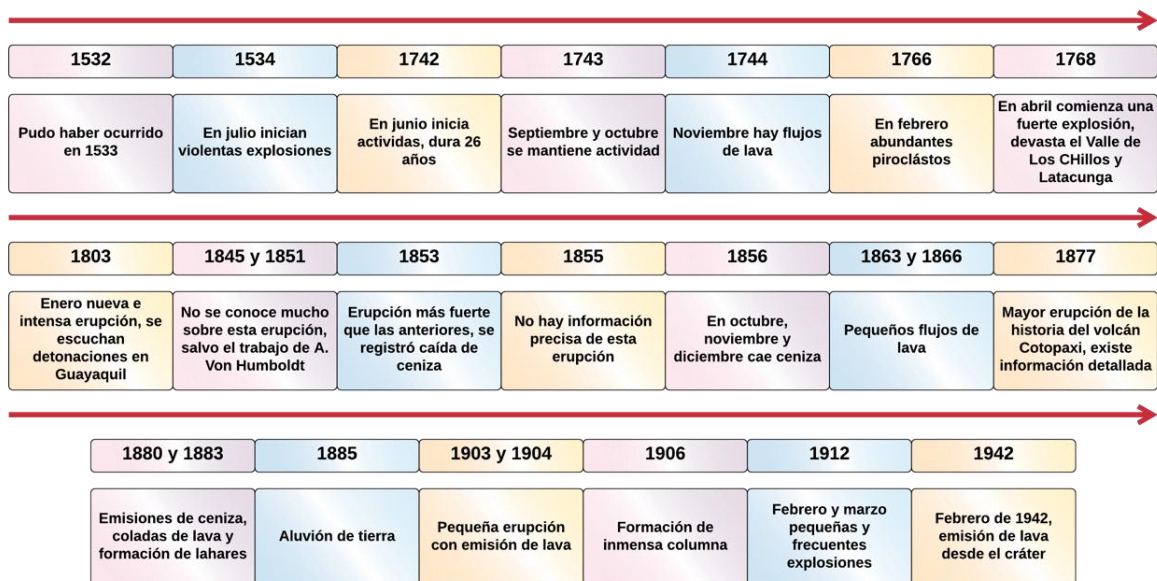 1532
1534
1742
1743
1744
1766
1768
Pudo haber ocurrido
en 1533
En julio inician
violentas explosiones
En junio inicia
actividas, dura 26
años
Septiembre y octubre
se mantiene actividad
Noviembre hay flujos
de lava
En febrero
abundantes
piroclástos
En abril comienza una
fuerte explosión,
devasta el Valle de
Los CHillos y
Latacunga
1803
1845 y 1851
1853
1855
1856
1863 y 1866
1877
Enero nueva e
intensa erupción, se
escuchan
detonaciones en
Guayaquil
No se conoce mucho
sobre esta erupción,
salvo el trabajo de A.
Von Humboldt
Erupción más fuerte
que las anteriores, se
registró caída de
ceniza
No hay información
precisa de esta
erupción
En octubre,
noviembre y
diciembre cae ceniza
Pequeños flujos de
lava
Mayor erupción de la
historia del volcán
Cotopaxi, existe
información detallada
1880 y 1883
1885
1903 y 1904
1906
1912
1942
Emisiones de ceniza,
coladas de lava y
formación de lahares
Aluvión de tierra
Pequeña erupción
con emisión de lava
Formación de
inmensa columna
Febrero y marzo
pequeñas y
frecuentes
explosiones
Febrero de 1942,
emisión de lava
desde el cráter